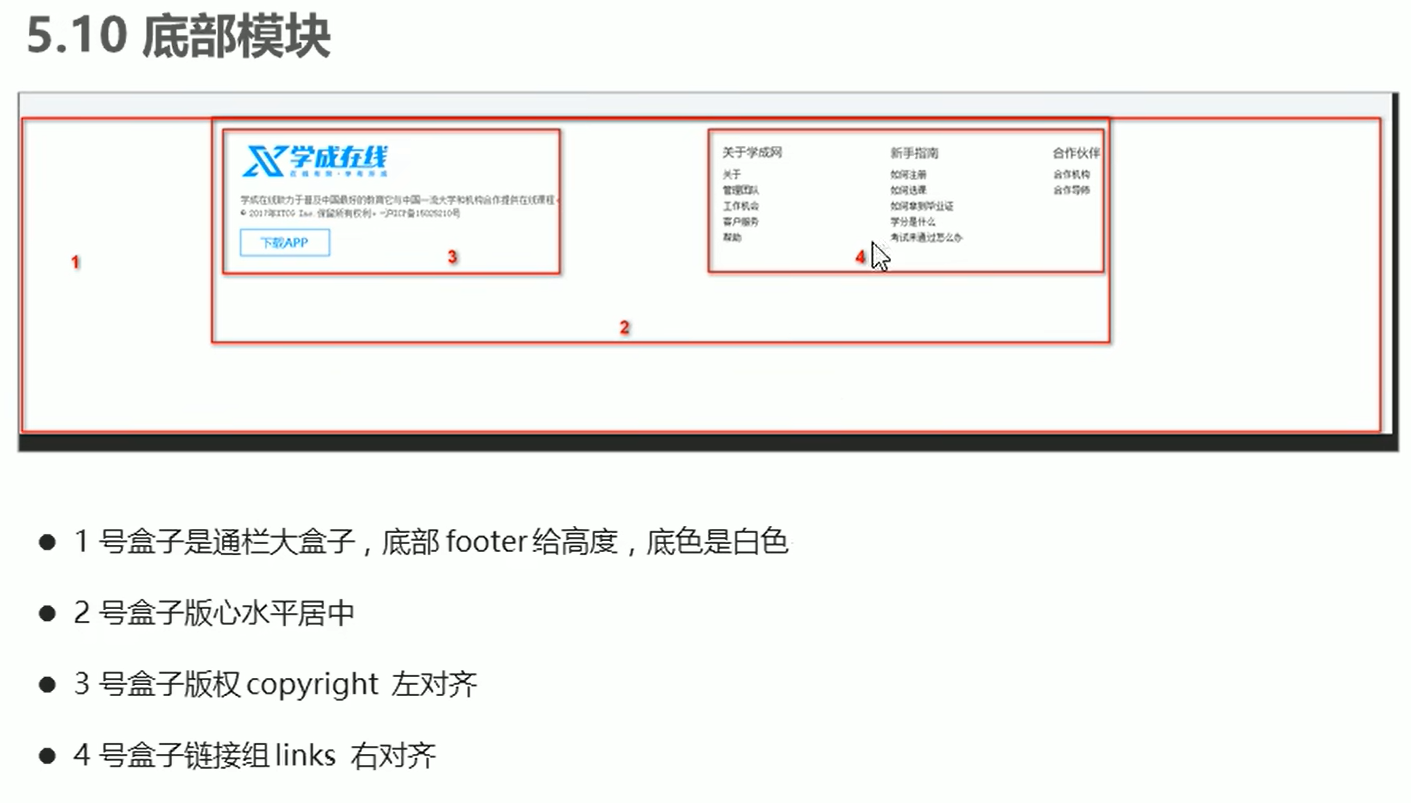 5.10 底部模块
学成在线
学成在线致力于普及中国最好的教育它与中国一流大学和机构合作提供在线课程。
© 2017年XTCG Inc.保留所有权利。-沪ICP备15025210号
下载APP
关于学成网
关于
管理团队
工作机会
客户服务
帮助
新手指南
如何注册
如何选课
如何拿到毕业证
学分是什么
考试未通过怎么办
合作伙伴
合作机构
合作导师
1
2
3
4
● 1 号盒子是通栏大盒子，底部 footer 给高度，底色是白色
● 2 号盒子版心水平居中
● 3 号盒子版权 copyright 左对齐
● 4 号盒子链接组 links 右对齐